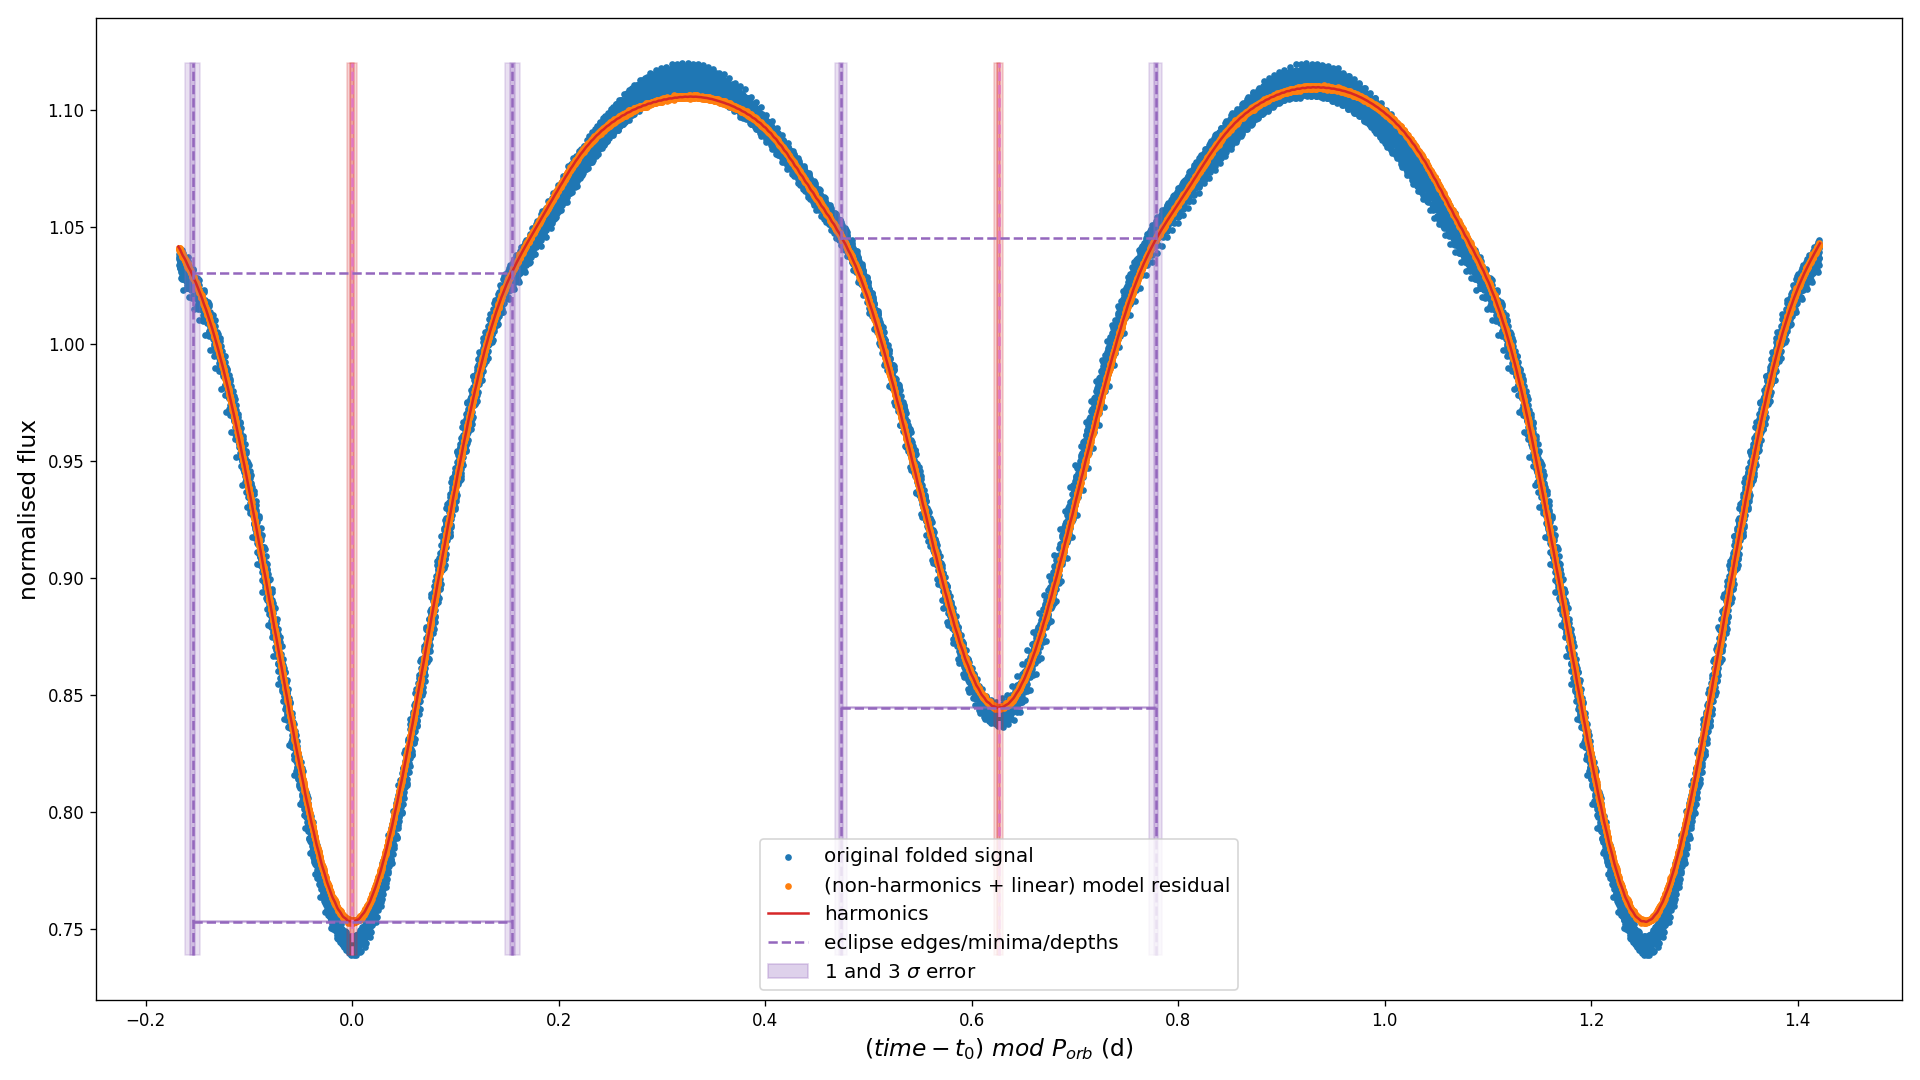 normalised flux
1.10
1.05
1.00
0.95
0.90
0.85
0.80
0.75
original folded signal
(non-harmonics + linear) model residual
harmonics
eclipse edges/minima/depths
1 and 3 σ error
−0.2 0.0 0.2 0.4 0.6 0.8 1.0 1.2 1.4
(time − t₀) mod Pₒᵣb (d)